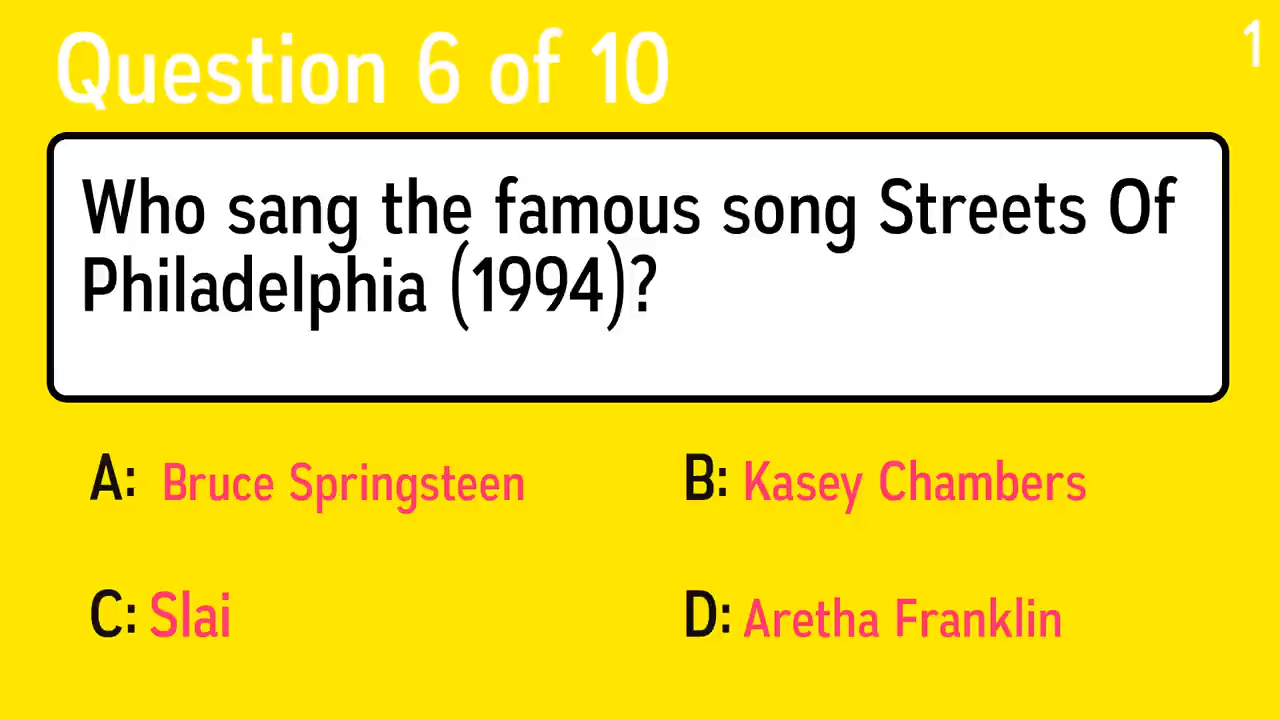 Question 6 of 10
1
Who sang the famous song Streets Of
Philadelphia (1994)?
A: Bruce Springsteen
B: Kasey Chambers
C: Slai
D: Aretha Franklin